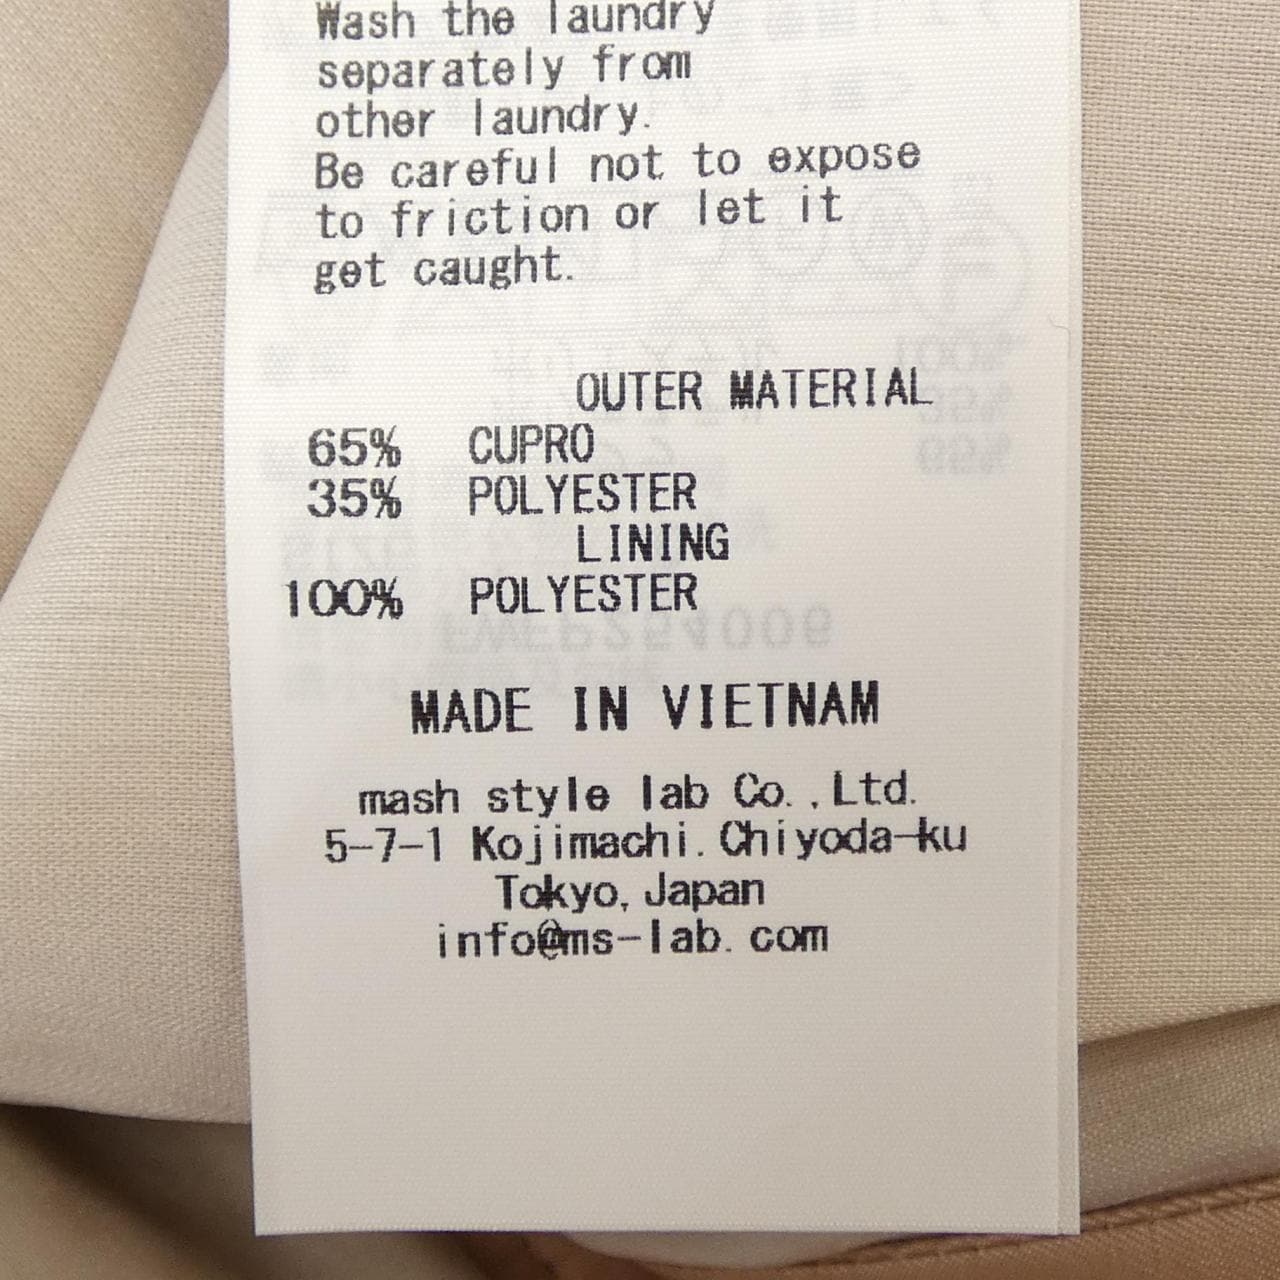 Wash the laundry
separately from
other laundry.
Be careful not to expose
to friction or let it
get caught.
OUTER MATERIAL
65% CUPRO
35% POLYESTER
LINING
100% POLYESTER
MADE IN VIETNAM
mash style lab Co.,Ltd.
5-7-1 Kojimachi.Chiyoda-ku
Tokyo,Japan
info@ms-lab.com